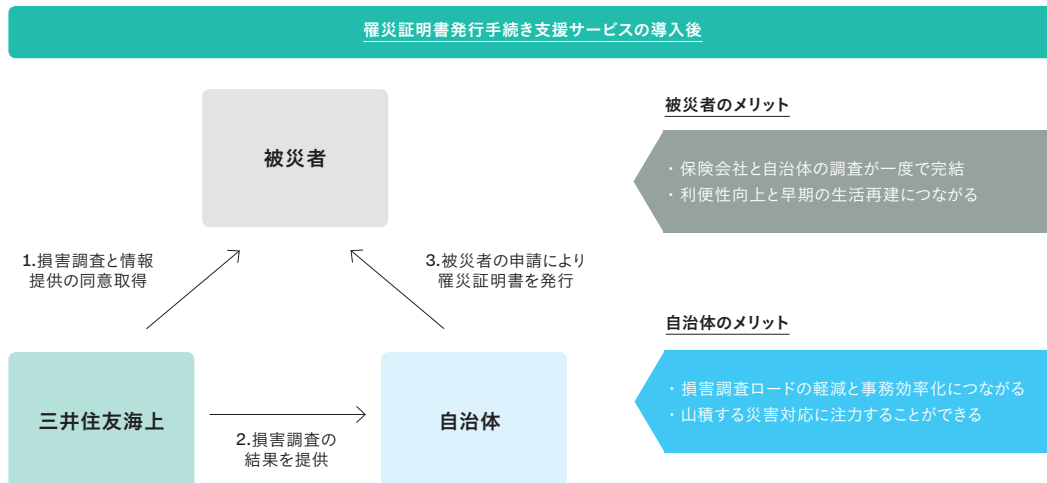 罹災証明書発行手続き支援サービスの導入後
被災者
1.損害調査と情報
提供の同意取得
3.被災者の申請により
罹災証明書を発行
三井住友海上
2.損害調査の
結果を提供
自治体
被災者のメリット
・保険会社と自治体の調査が一度で完結
・利便性向上と早期の生活再建につながる
自治体のメリット
・損害調査ロードの軽減と事務効率化につながる
・山積する災害対応に注力することができる